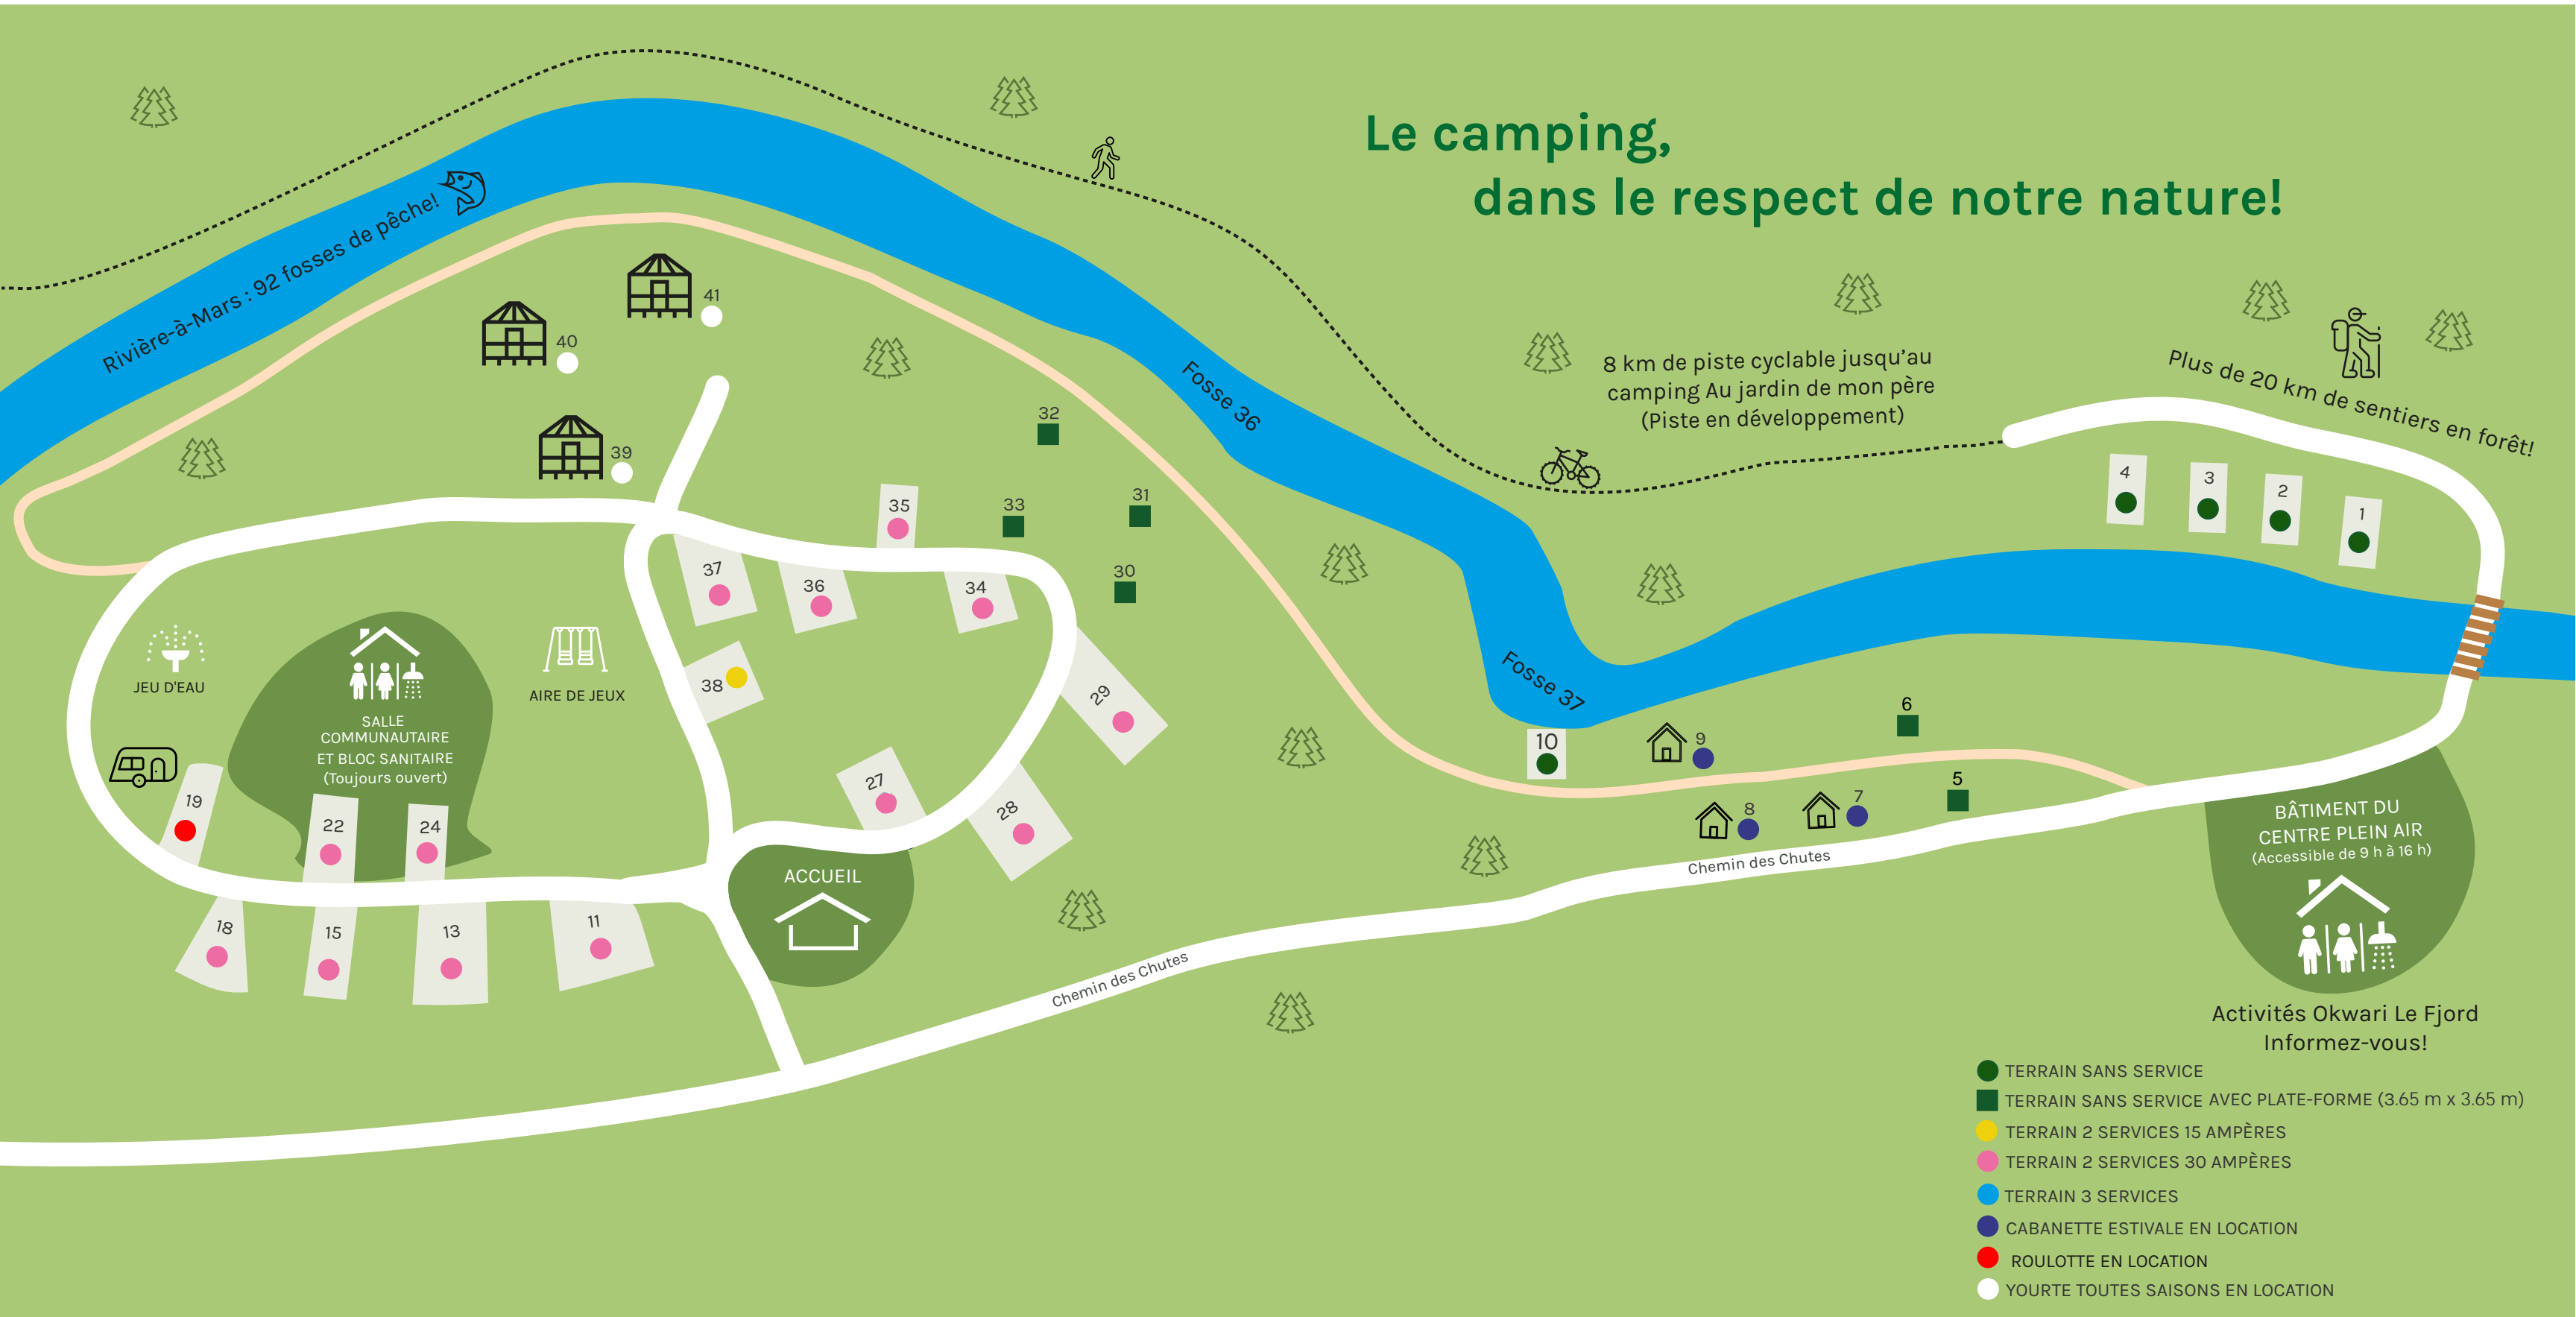 Le camping,
dans le respect de notre nature!
Rivière-à-Mars : 92 fosses de pêche!
41
40
39
Fosse 36
8 km de piste cyclable jusqu'au
camping Au jardin de mon père
(Piste en développement)
Plus de 20 km de sentiers en forêt!
4
3
2
1
32
35
33
31
30
37
36
34
38
29
JEU D'EAU
AIRE DE JEUX
SALLE
COMMUNAUTAIRE
ET BLOC SANITAIRE
(Toujours ouvert)
19
22
24
27
28
18
15
13
11
ACCUEIL
Fosse 37
10
9
6
8
7
5
Chemin des Chutes
Chemin des Chutes
BÂTIMENT DU
CENTRE PLEIN AIR
(Accessible de 9 h à 16 h)
Activités Okwari Le Fjord
Informez-vous!
TERRAIN SANS SERVICE
TERRAIN SANS SERVICE AVEC PLATE-FORME (3.65 m x 3.65 m)
TERRAIN 2 SERVICES 15 AMPÈRES
TERRAIN 2 SERVICES 30 AMPÈRES
TERRAIN 3 SERVICES
CABANETTE ESTIVALE EN LOCATION
ROULOTTE EN LOCATION
YOURTE TOUTES SAISONS EN LOCATION